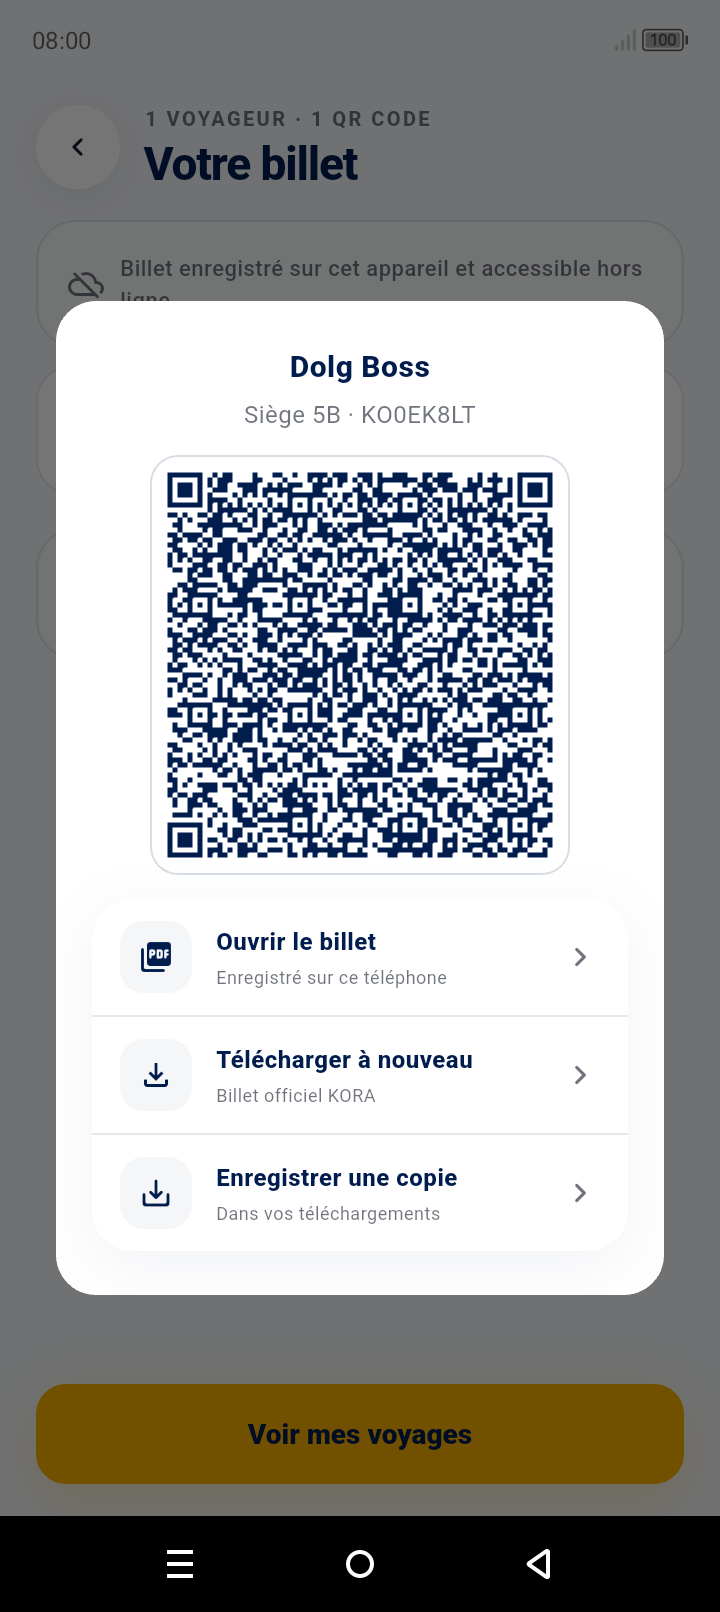 08:00
100
1 VOYAGEUR · 1 QR CODE
Votre billet
Billet enregistré sur cet appareil et accessible hors
ligne
Dolg Boss
Siège 5B · KO0EK8LT
Ouvrir le billet
Enregistré sur ce téléphone
PDF
Télécharger à nouveau
Billet officiel KORA
Enregistrer une copie
Dans vos téléchargements
Voir mes voyages